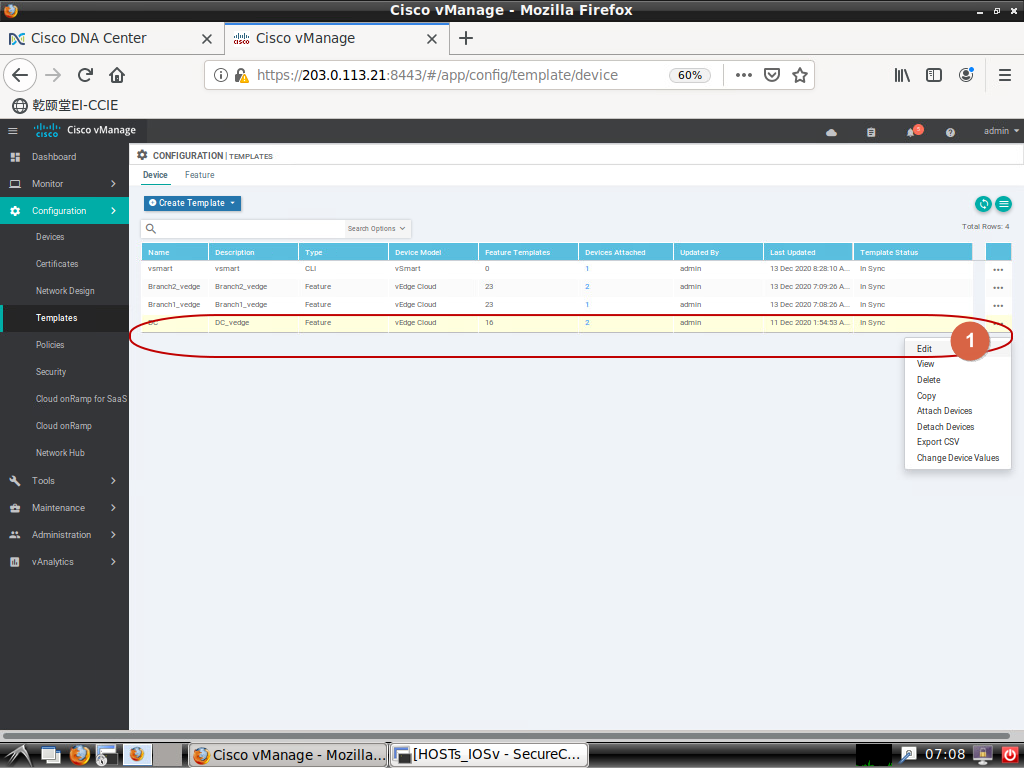 Cisco vManage - Mozilla Firefox
Cisco DNA Center
Cisco vManage
https://203.0.113.21:8443/#/app/config/template/device
60%
乾颐堂EI-CCIE
cisco
Cisco vManage
3
admin
Dashboard
Monitor
Configuration
Devices
Certificates
Network Design
Templates
Policies
Security
Cloud onRamp for SaaS
Cloud onRamp
Network Hub
Tools
Maintenance
Administration
vAnalytics
CONFIGURATION | TEMPLATES
Device Feature
Create Template
Search Options
Total Rows: 4
Name Description Type Device Model Feature Templates Devices Attached Updated By Last Updated Template Status
vsmart vsmart CLI vSmart 0 1 admin 13 Dec 2020 8:28:10 A... In Sync
Branch2_vedge Branch2_vedge Feature vEdge Cloud 23 2 admin 13 Dec 2020 7:09:26 A... In Sync
Branch1_vedge Branch1_vedge Feature vEdge Cloud 23 1 admin 13 Dec 2020 7:08:26 A... In Sync
DC DC_vedge Feature vEdge Cloud 16 2 admin 11 Dec 2020 1:54:53 A... In Sync
1
Edit
View
Delete
Copy
Attach Devices
Detach Devices
Export CSV
Change Device Values
Cisco vManage - Mozilla...
[HOSTs_IOSv - SecureC...
07:08